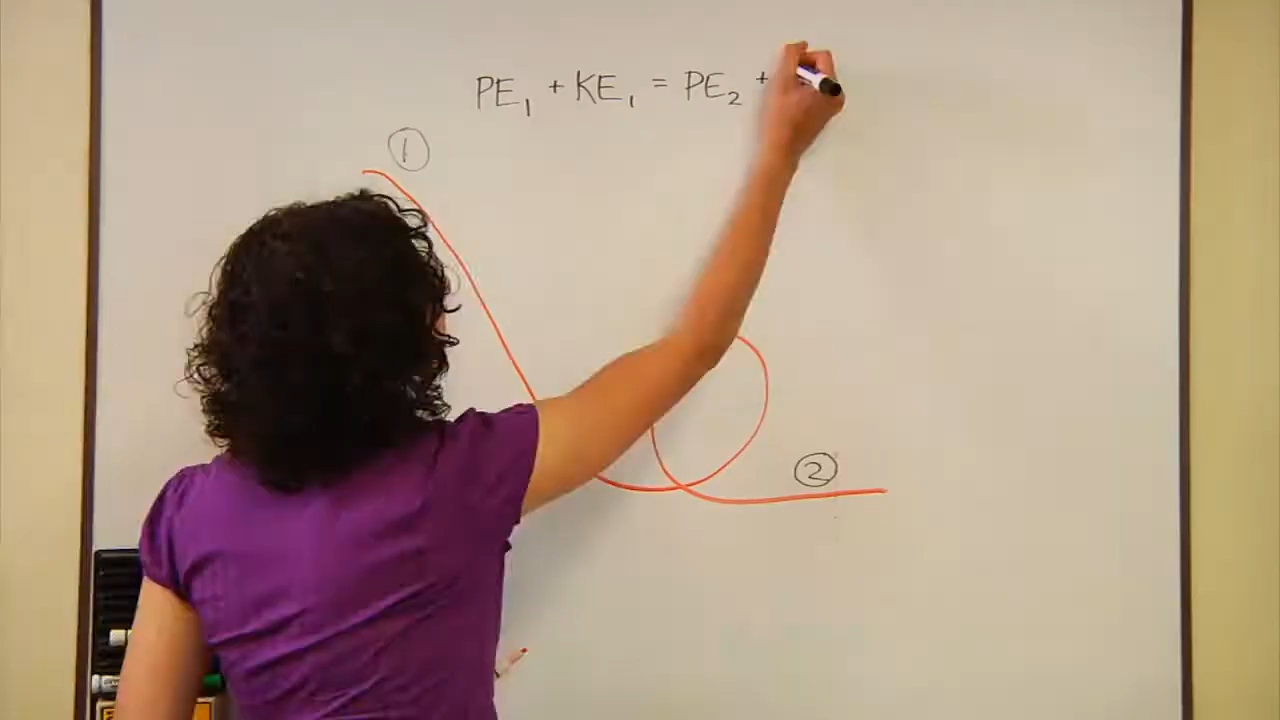 PE₁ + KE₁ = PE₂ +
1
2